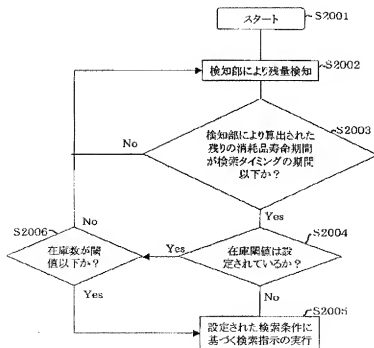 スタート
S2001
検知部により残量検知
S2002
検知部により算出された
残りの消耗品寿命期間
が検索タイミングの期間
以下か?
S2003
No
Yes
在庫閾値は設
定されているか?
S2004
Yes
No
在庫数が閾
値以下か?
S2006
No
Yes
設定された検索条件に
基づく検索指示の実行
S2005